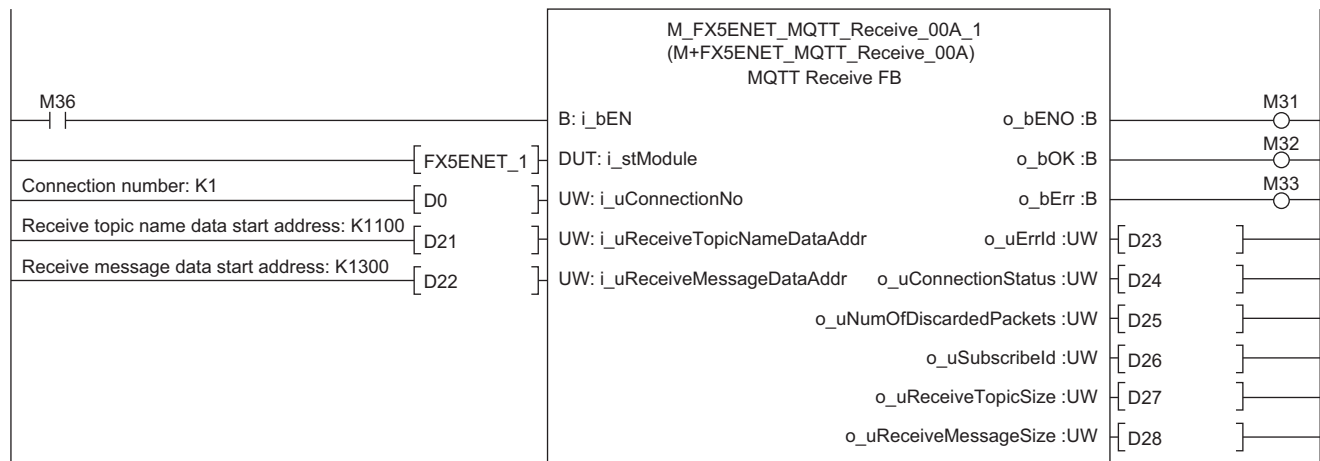 M_FX5ENET_MQTT_Receive_00A_1
(M+FX5ENET_MQTT_Receive_00A)
MQTT Receive FB
M36 B: i_bEN o_bENO :B M31
FX5ENET_1 DUT: i_stModule o_bOK :B M32
Connection number: K1 D0 UW: i_uConnectionNo o_bErr :B M33
Receive topic name data start address: K1100 D21 UW: i_uReceiveTopicNameDataAddr o_uErrId :UW D23
Receive message data start address: K1300 D22 UW: i_uReceiveMessageDataAddr o_uConnectionStatus :UW D24
o_uNumOfDiscardedPackets :UW D25
o_uSubscribeId :UW D26
o_uReceiveTopicSize :UW D27
o_uReceiveMessageSize :UW D28